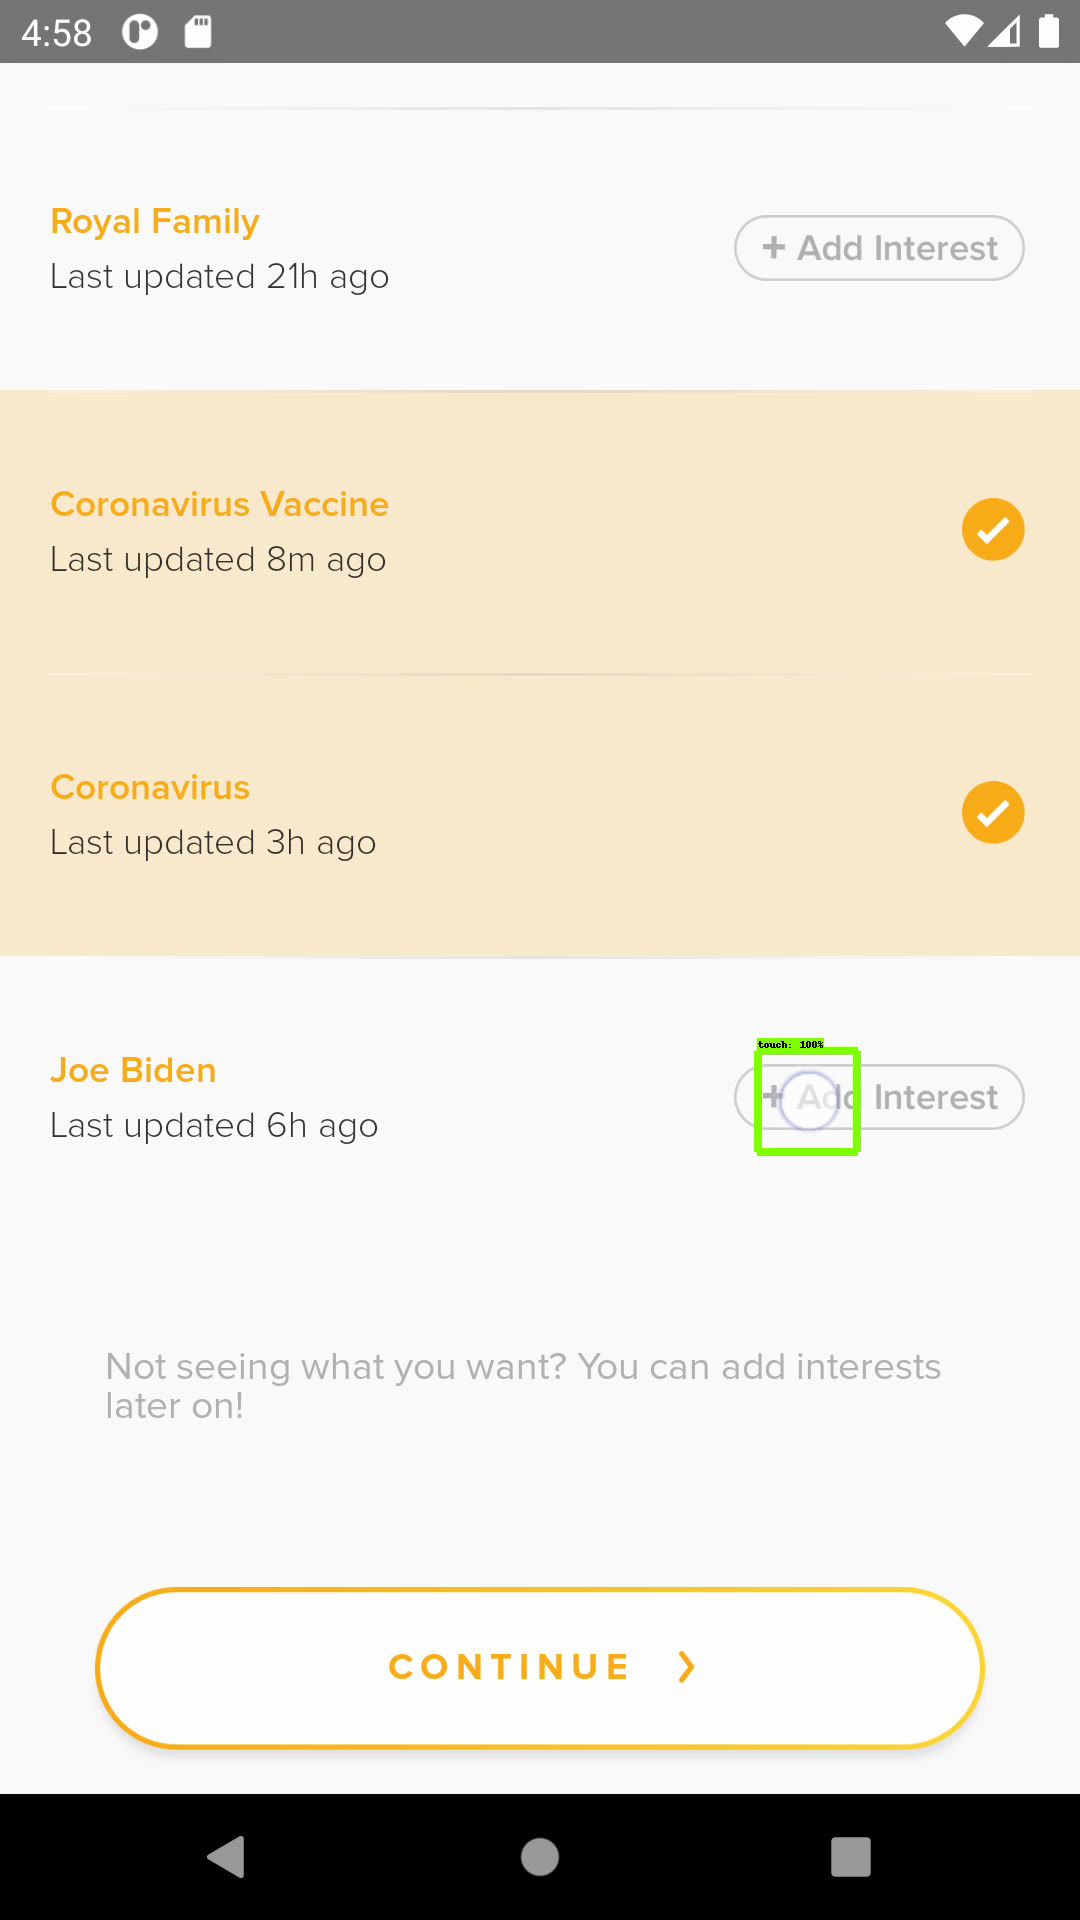 4:58
Royal Family
Last updated 21h ago
+ Add Interest
Coronavirus Vaccine
Last updated 8m ago
Coronavirus
Last updated 3h ago
Joe Biden
Last updated 6h ago
touch: 100%
+ Add Interest
Not seeing what you want? You can add interests
later on!
CONTINUE